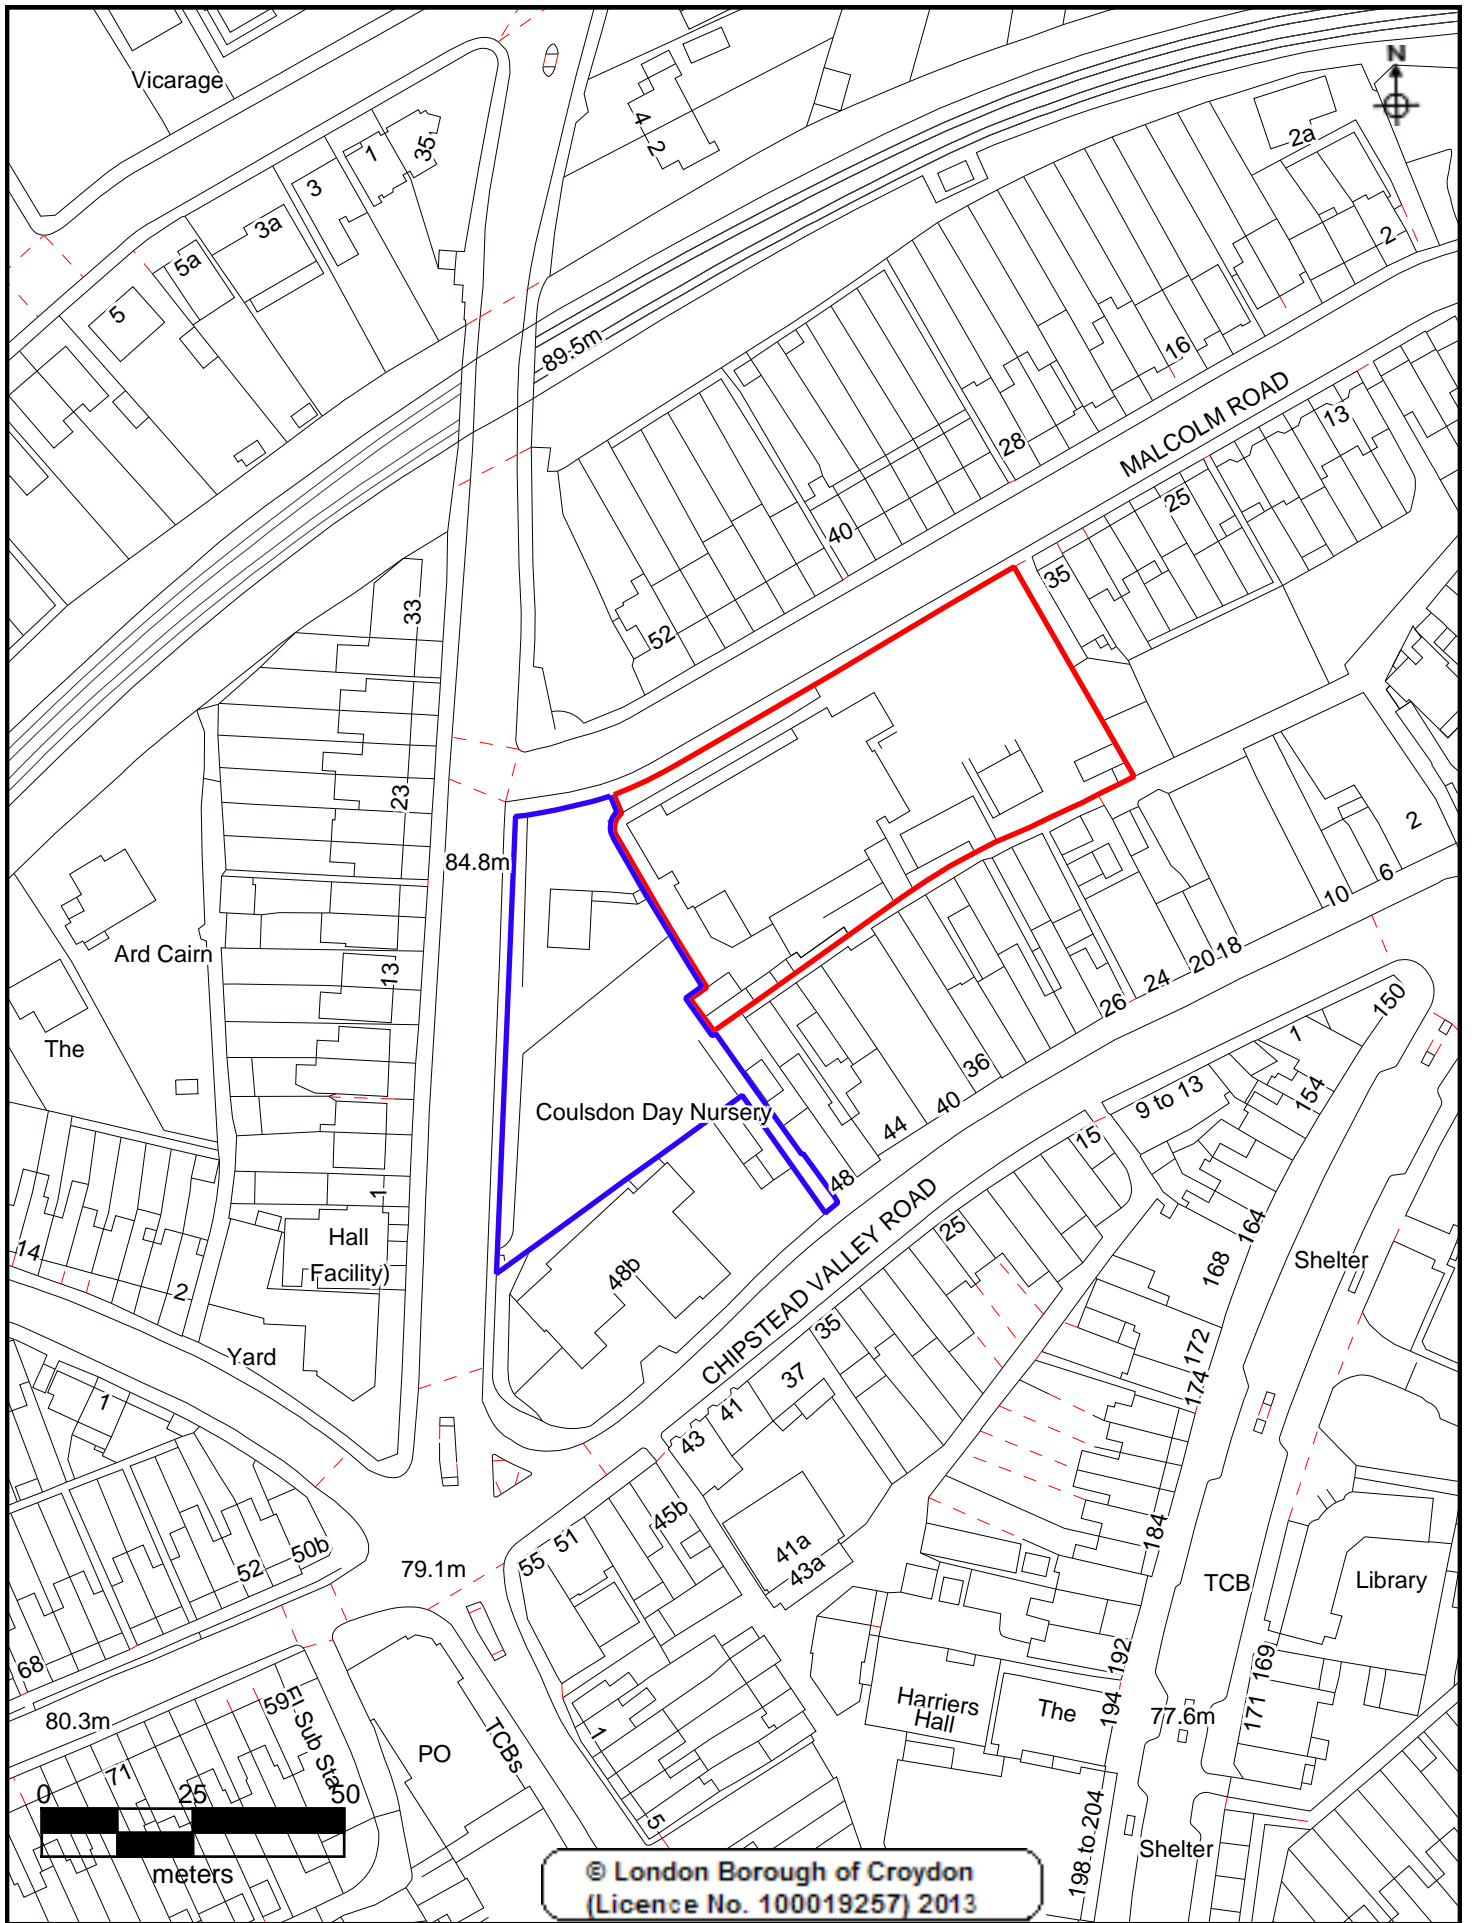 N
Vicarage
4
2
35
1
3
3a
5a
5
2a
2
89.5m
16
28
MALCOLM ROAD
13
40
25
35
52
33
23
84.8m
13
Ard Cairn
The
2
6
10
20 18
24
26
36
40
44
48
150
1
154
9 to 13
15
164
168
Coulsdon Day Nursery
1
Hall
Facility)
14
2
Yard
48b
CHIPSTEAD VALLEY ROAD
25
35
37
41
43
Shelter
172
174
1
45b
51
55
41a
43a
184
52
50b
79.1m
TCB
Library
68
59
El Sub Sta
80.3m
71
PO
TCBs
1
5
Harriers
Hall
The
192
194
169
171
77.6m
198 to 204
Shelter
0 25 50
meters
© London Borough of Croydon
(Licence No. 100019257) 2013